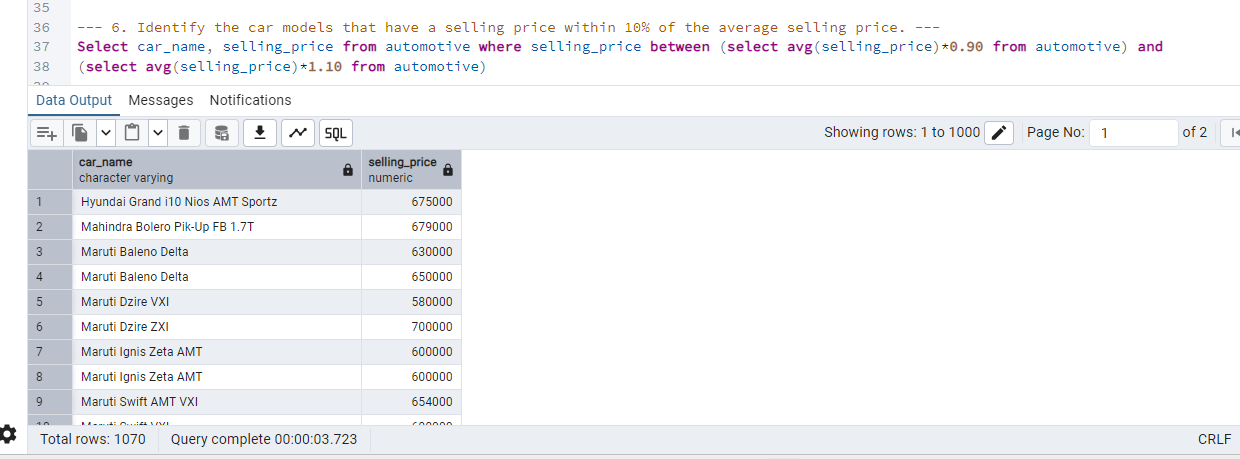 35
36 --- 6. Identify the car models that have a selling price within 10% of the average selling price. ---
37 Select car_name, selling_price from automotive where selling_price between (select avg(selling_price)*0.90 from automotive) and
38 (select avg(selling_price)*1.10 from automotive)
Data Output Messages Notifications
SQL Showing rows: 1 to 1000 Page No: 1 of 2
car_name selling_price
character varying numeric
1 Hyundai Grand i10 Nios AMT Sportz 675000
2 Mahindra Bolero Pik-Up FB 1.7T 679000
3 Maruti Baleno Delta 630000
4 Maruti Baleno Delta 650000
5 Maruti Dzire VXI 580000
6 Maruti Dzire ZXI 700000
7 Maruti Ignis Zeta AMT 600000
8 Maruti Ignis Zeta AMT 600000
9 Maruti Swift AMT VXI 654000
Total rows: 1070 Query complete 00:00:03.723 CRLF